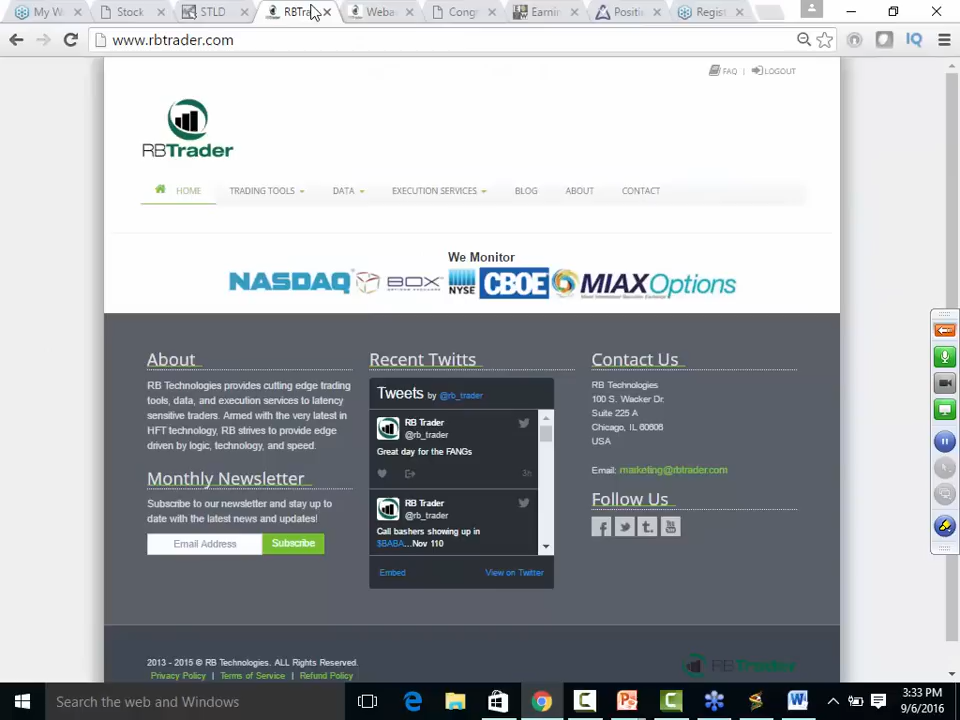 My W
Stock
STLD
RBTra
Weba
Cong
Earnin
Positi
Regist
www.rbtrader.com
IQ
FAQ | LOGOUT
RBTrader
HOME TRADING TOOLS DATA EXECUTION SERVICES BLOG ABOUT CONTACT
We Monitor
NASDAQ BOX NYSE CBOE MIAX Options
About
RB Technologies provides cutting edge trading
tools, data, and execution services to latency
sensitive traders. Armed with the very latest in
HFT technology, RB strives to provide edge
driven by logic, technology, and speed.
Monthly Newsletter
Subscribe to our newsletter and stay up to
date with the latest news and updates!
Email Address Subscribe
Recent Twitts
Tweets by @rb_trader
RB Trader
@rb_trader
Great day for the FANGs
3h
RB Trader
@rb_trader
Call bashers showing up in
$BABA...Nov 110
Embed View on Twitter
Contact Us
RB Technologies
100 S. Wacker Dr.
Suite 225 A
Chicago, IL 60606
USA
Email: marketing@rbtrader.com
Follow Us
2013 - 2015 © RB Technologies. ALL Rights Reserved.
Privacy Policy | Terms of Service | Refund Policy
RBTrader
Search the web and Windows
3:33 PM
9/6/2016